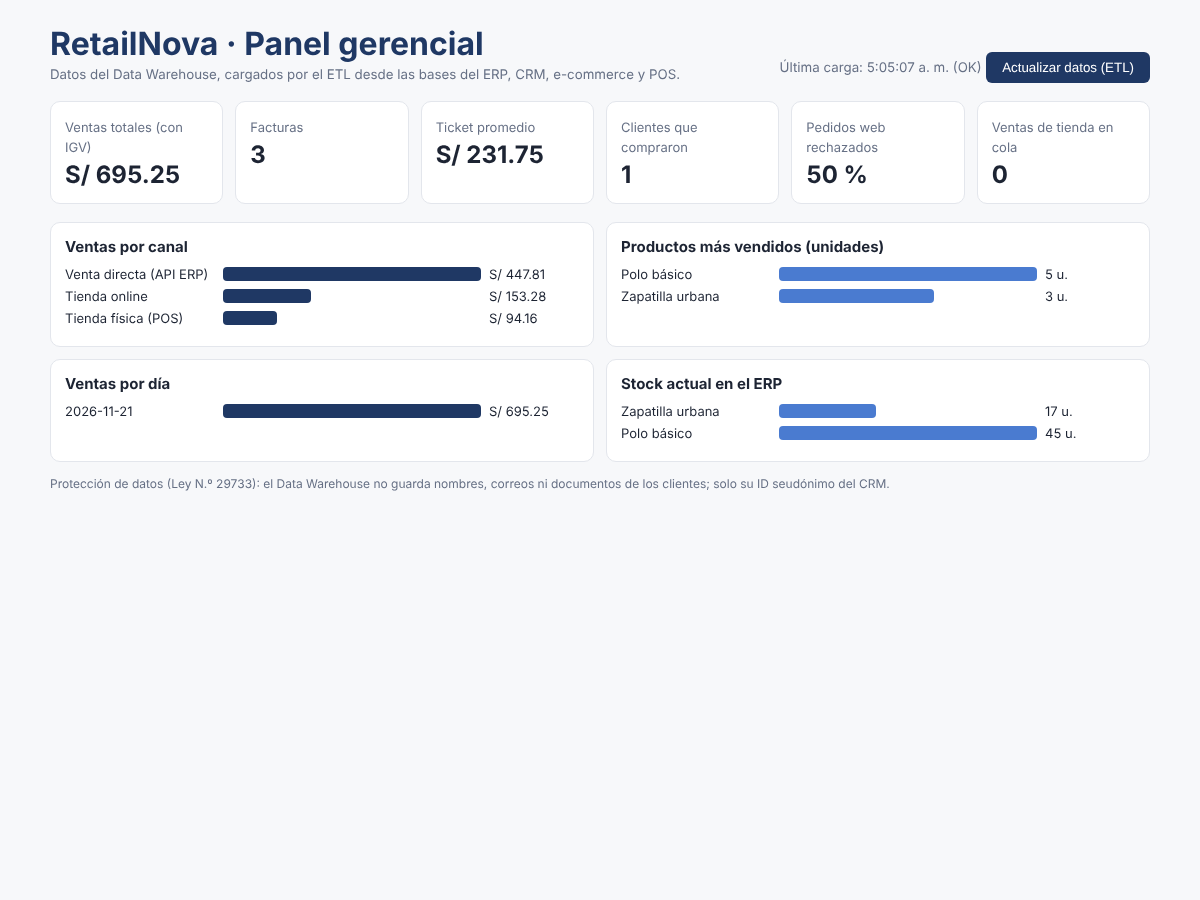 RetailNova · Panel gerencial
Datos del Data Warehouse, cargados por el ETL desde las bases del ERP, CRM, e-commerce y POS.
Última carga: 5:05:07 a. m. (OK)
Actualizar datos (ETL)
Ventas totales (con
IGV)
S/ 695.25
Facturas
3
Ticket promedio
S/ 231.75
Clientes que
compraron
1
Pedidos web
rechazados
50 %
Ventas de tienda en
cola
0
Ventas por canal
Venta directa (API ERP) S/ 447.81
Tienda online S/ 153.28
Tienda física (POS) S/ 94.16
Productos más vendidos (unidades)
Polo básico 5 u.
Zapatilla urbana 3 u.
Ventas por día
2026-11-21 S/ 695.25
Stock actual en el ERP
Zapatilla urbana 17 u.
Polo básico 45 u.
Protección de datos (Ley N.º 29733): el Data Warehouse no guarda nombres, correos ni documentos de los clientes; solo su ID seudónimo del CRM.